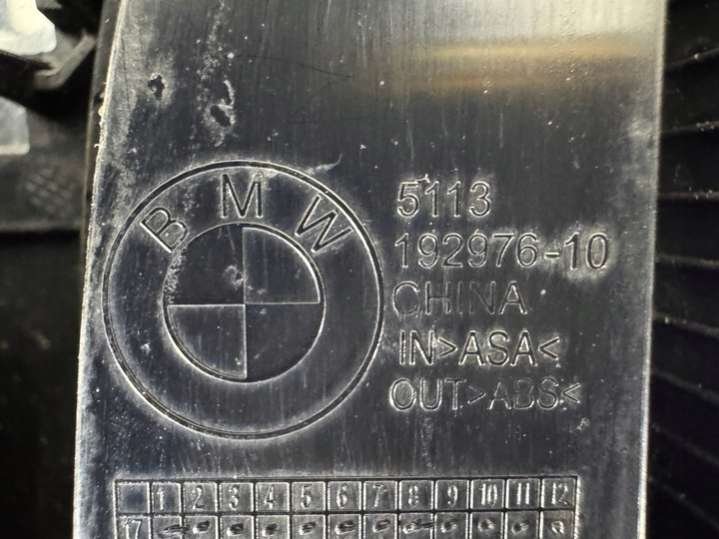 BMW
5113
192976-10
CHINA
IN>ASA<
OUT>ABS<
1 2 3 4 5 6 7 8 9 10 11 12
17